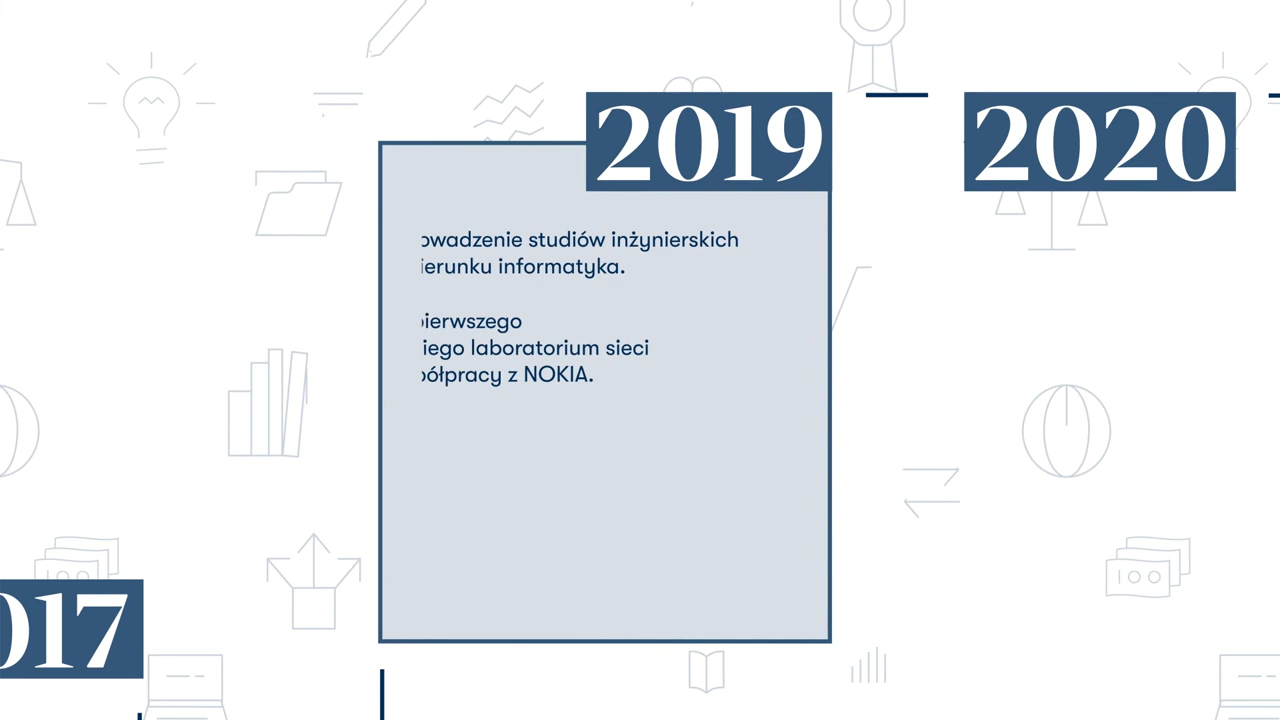 2019
2020
owadzenie studiów inżynierskich
ierunku informatyka.
pierwszego
iego laboratorium sieci
półpracy z NOKIA.
017